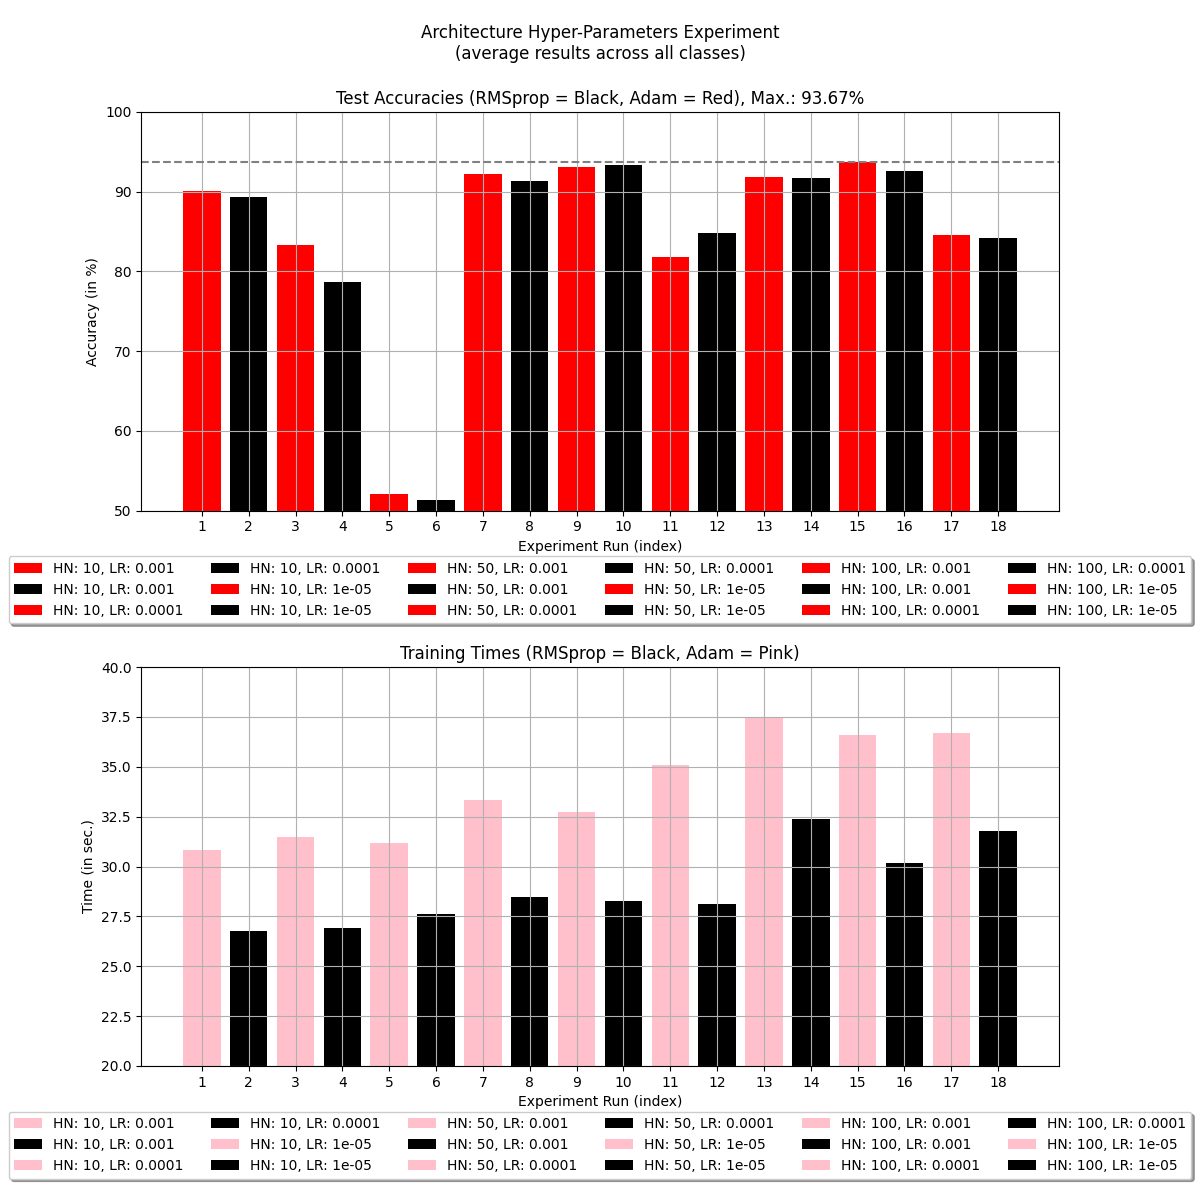 Architecture Hyper-Parameters Experiment
(average results across all classes)
Test Accuracies (RMSprop = Black, Adam = Red), Max.: 93.67%
100
90
80
70
60
50
Accuracy (in %)
1 2 3 4 5 6 7 8 9 10 11 12 13 14 15 16 17 18
Experiment Run (index)
HN: 10, LR: 0.001 HN: 10, LR: 0.0001 HN: 50, LR: 0.001 HN: 50, LR: 0.0001 HN: 100, LR: 0.001 HN: 100, LR: 0.0001
HN: 10, LR: 0.001 HN: 10, LR: 1e-05 HN: 50, LR: 0.001 HN: 50, LR: 1e-05 HN: 100, LR: 0.001 HN: 100, LR: 1e-05
HN: 10, LR: 0.0001 HN: 10, LR: 1e-05 HN: 50, LR: 0.0001 HN: 50, LR: 1e-05 HN: 100, LR: 0.0001 HN: 100, LR: 1e-05
Training Times (RMSprop = Black, Adam = Pink)
40.0
37.5
35.0
32.5
30.0
27.5
25.0
22.5
20.0
Time (in sec.)
1 2 3 4 5 6 7 8 9 10 11 12 13 14 15 16 17 18
Experiment Run (index)
HN: 10, LR: 0.001 HN: 10, LR: 0.0001 HN: 50, LR: 0.001 HN: 50, LR: 0.0001 HN: 100, LR: 0.001 HN: 100, LR: 0.0001
HN: 10, LR: 0.001 HN: 10, LR: 1e-05 HN: 50, LR: 0.001 HN: 50, LR: 1e-05 HN: 100, LR: 0.001 HN: 100, LR: 1e-05
HN: 10, LR: 0.0001 HN: 10, LR: 1e-05 HN: 50, LR: 0.0001 HN: 50, LR: 1e-05 HN: 100, LR: 0.0001 HN: 100, LR: 1e-05